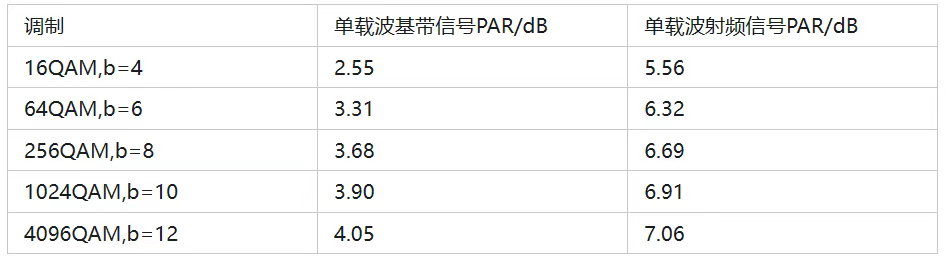 调制 单载波基带信号PAR/dB 单载波射频信号PAR/dB
16QAM,b=4 2.55 5.56
64QAM,b=6 3.31 6.32
256QAM,b=8 3.68 6.69
1024QAM,b=10 3.90 6.91
4096QAM,b=12 4.05 7.06